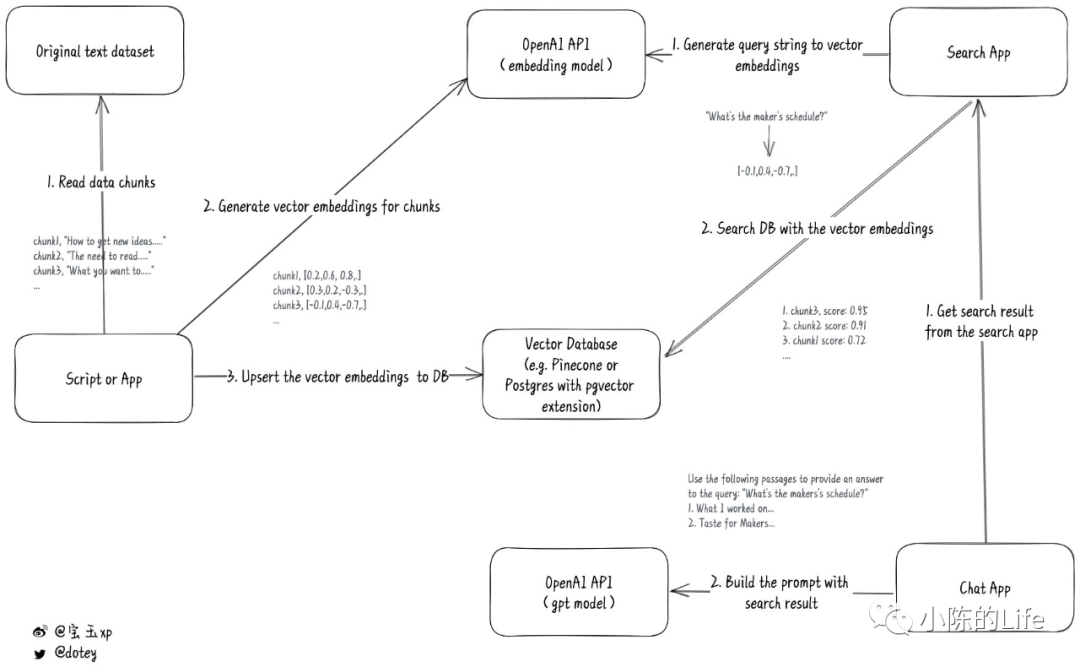 Original text dataset
OpenAI API
(embedding model)
1. Generate query string to vector
embeddings
Search App
"What's the maker's schedule?"
[-0.1,0.4,-0.7,.]
1. Read data chunks
2. Generate vector embeddings for chunks
2. Search DB with the vector embeddings
chunk1, "How to get new ideas....."
chunk2, "The need to read....."
chunk3, "What you want to....."
...
chunk1, [0.2,0.6, 0.8,.]
chunk2, [0.3,0.2,-0.3,.]
chunk3, [-0.1,0.4,-0.7,.]
...
1. chunk3, score: 0.95
2. chunk2 score: 0.91
3. chunk1 score: 0.72
....
1. Get search result
from the search app
Script or App
3. Upsert the vector embeddings to DB
Vector Database
(e.g. Pinecone or
Postgres with pgvector
extension)
Use the following passages to provide an answer
to the query: "What's the makers's schedule?"
1. What I worked on...
2. Taste for Makers...
OpenAI API
(gpt model)
2. Build the prompt with
search result
Chat App
小陈的Life
@宝玉xp
@dotey